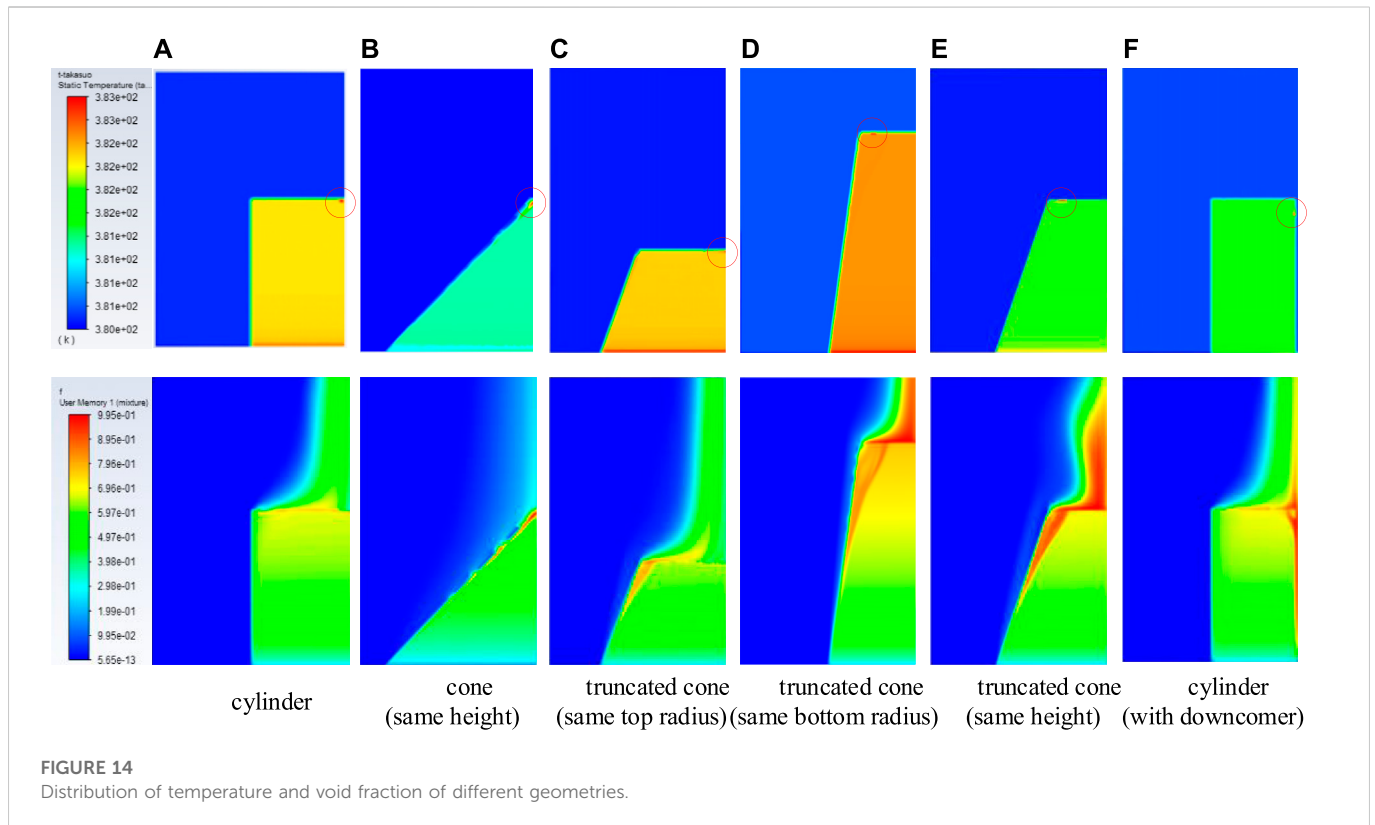 A B C D E F
t-takasuo
Static Temperature (ta...
3.83e+02
3.83e+02
3.82e+02
3.82e+02
3.82e+02
3.82e+02
3.81e+02
3.81e+02
3.81e+02
3.81e+02
3.80e+02
(k)
f
User Memory 1 (mixture)
9.95e-01
8.95e-01
7.96e-01
6.96e-01
5.97e-01
4.97e-01
3.98e-01
2.98e-01
1.99e-01
9.95e-02
5.65e-13
cylinder
cone
(same height)
truncated cone
(same top radius)
truncated cone
(same bottom radius)
truncated cone
(same height)
cylinder
(with downcomer)
FIGURE 14
Distribution of temperature and void fraction of different geometries.